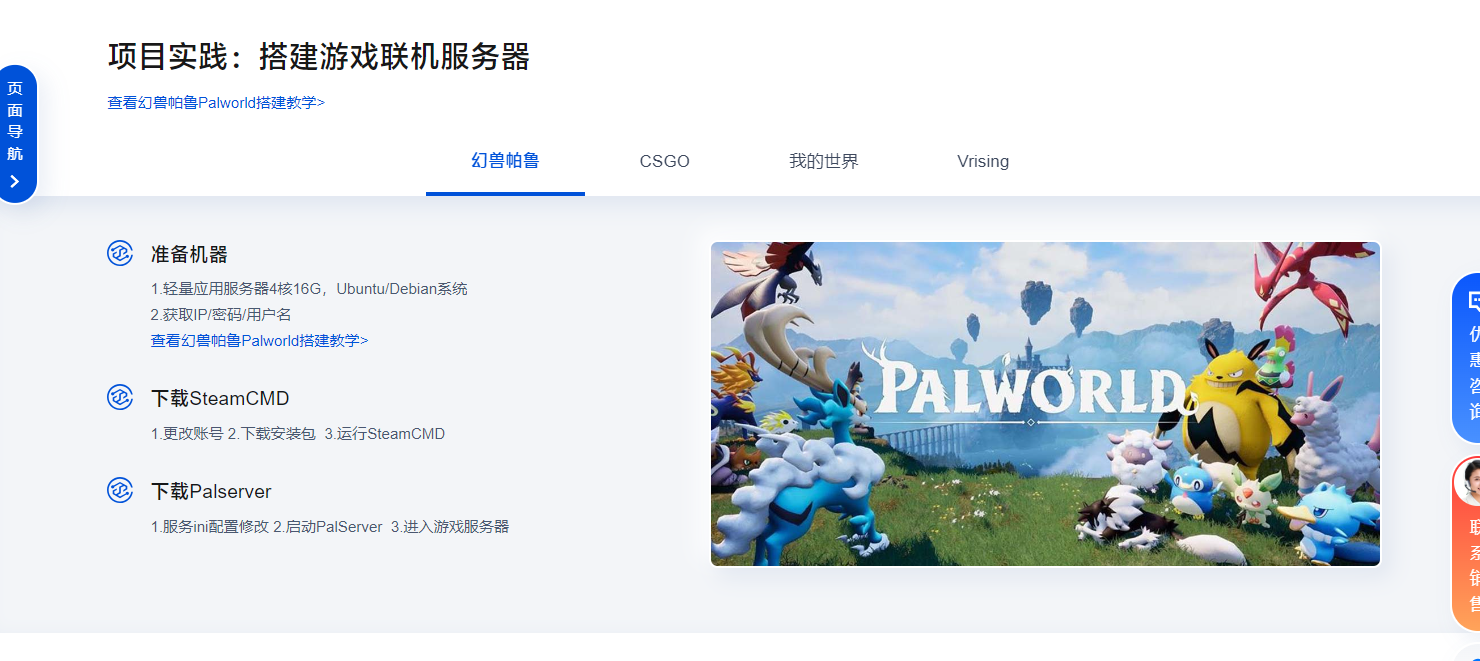 项目实践：搭建游戏联机服务器
查看幻兽帕鲁Palworld搭建教学>
页面导航
幻兽帕鲁
CSGO
我的世界
Vrising
准备机器
1.轻量应用服务器4核16G，Ubuntu/Debian系统
2.获取IP/密码/用户名
查看幻兽帕鲁Palworld搭建教学>
下载SteamCMD
1.更改账号 2.下载安装包 3.运行SteamCMD
下载Palserver
1.服务ini配置修改 2.启动PalServer 3.进入游戏服务器
PALWORLD
优惠咨询
联系销售